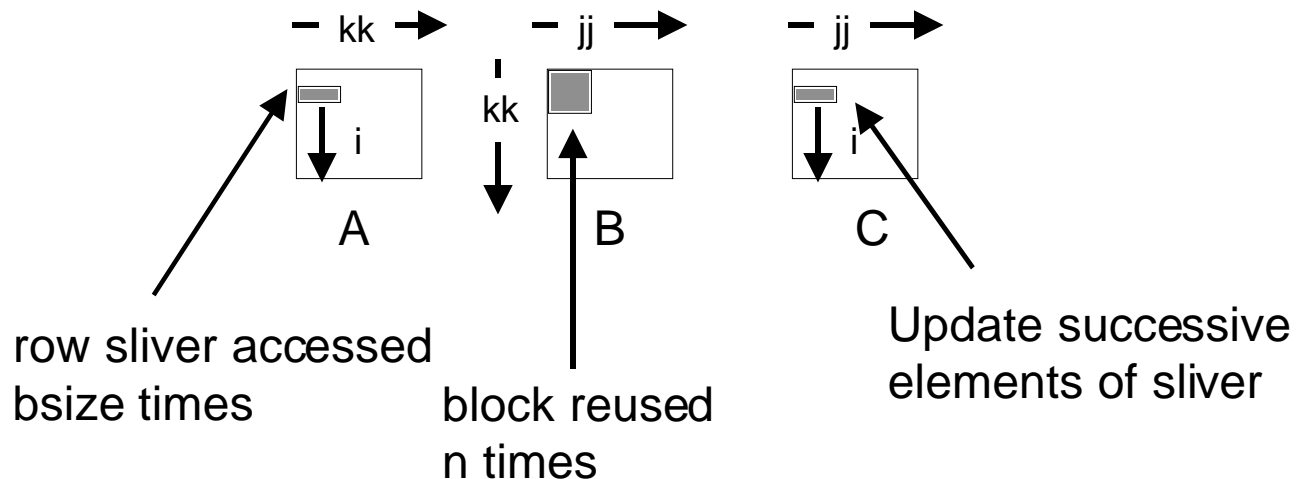 kk
jj
jj
kk
i
i
A
B
C
row sliver accessed
bsize times
block reused
n times
Update successive
elements of sliver